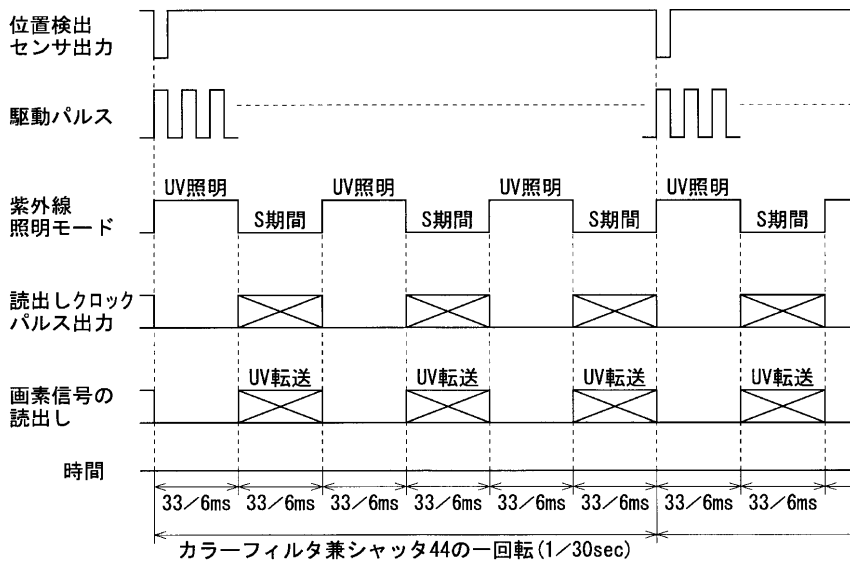 位置検出
センサ出力
駆動パルス
UV照明 UV照明 UV照明 UV照明
紫外線
照明モード
S期間 S期間 S期間 S期間
読出しクロック
パルス出力
UV転送 UV転送 UV転送 UV転送
画素信号の
読出し
時間
33/6ms 33/6ms 33/6ms 33/6ms 33/6ms 33/6ms 33/6ms 33/6ms
カラーフィルタ兼シャッタ44の一回転(1/30sec)